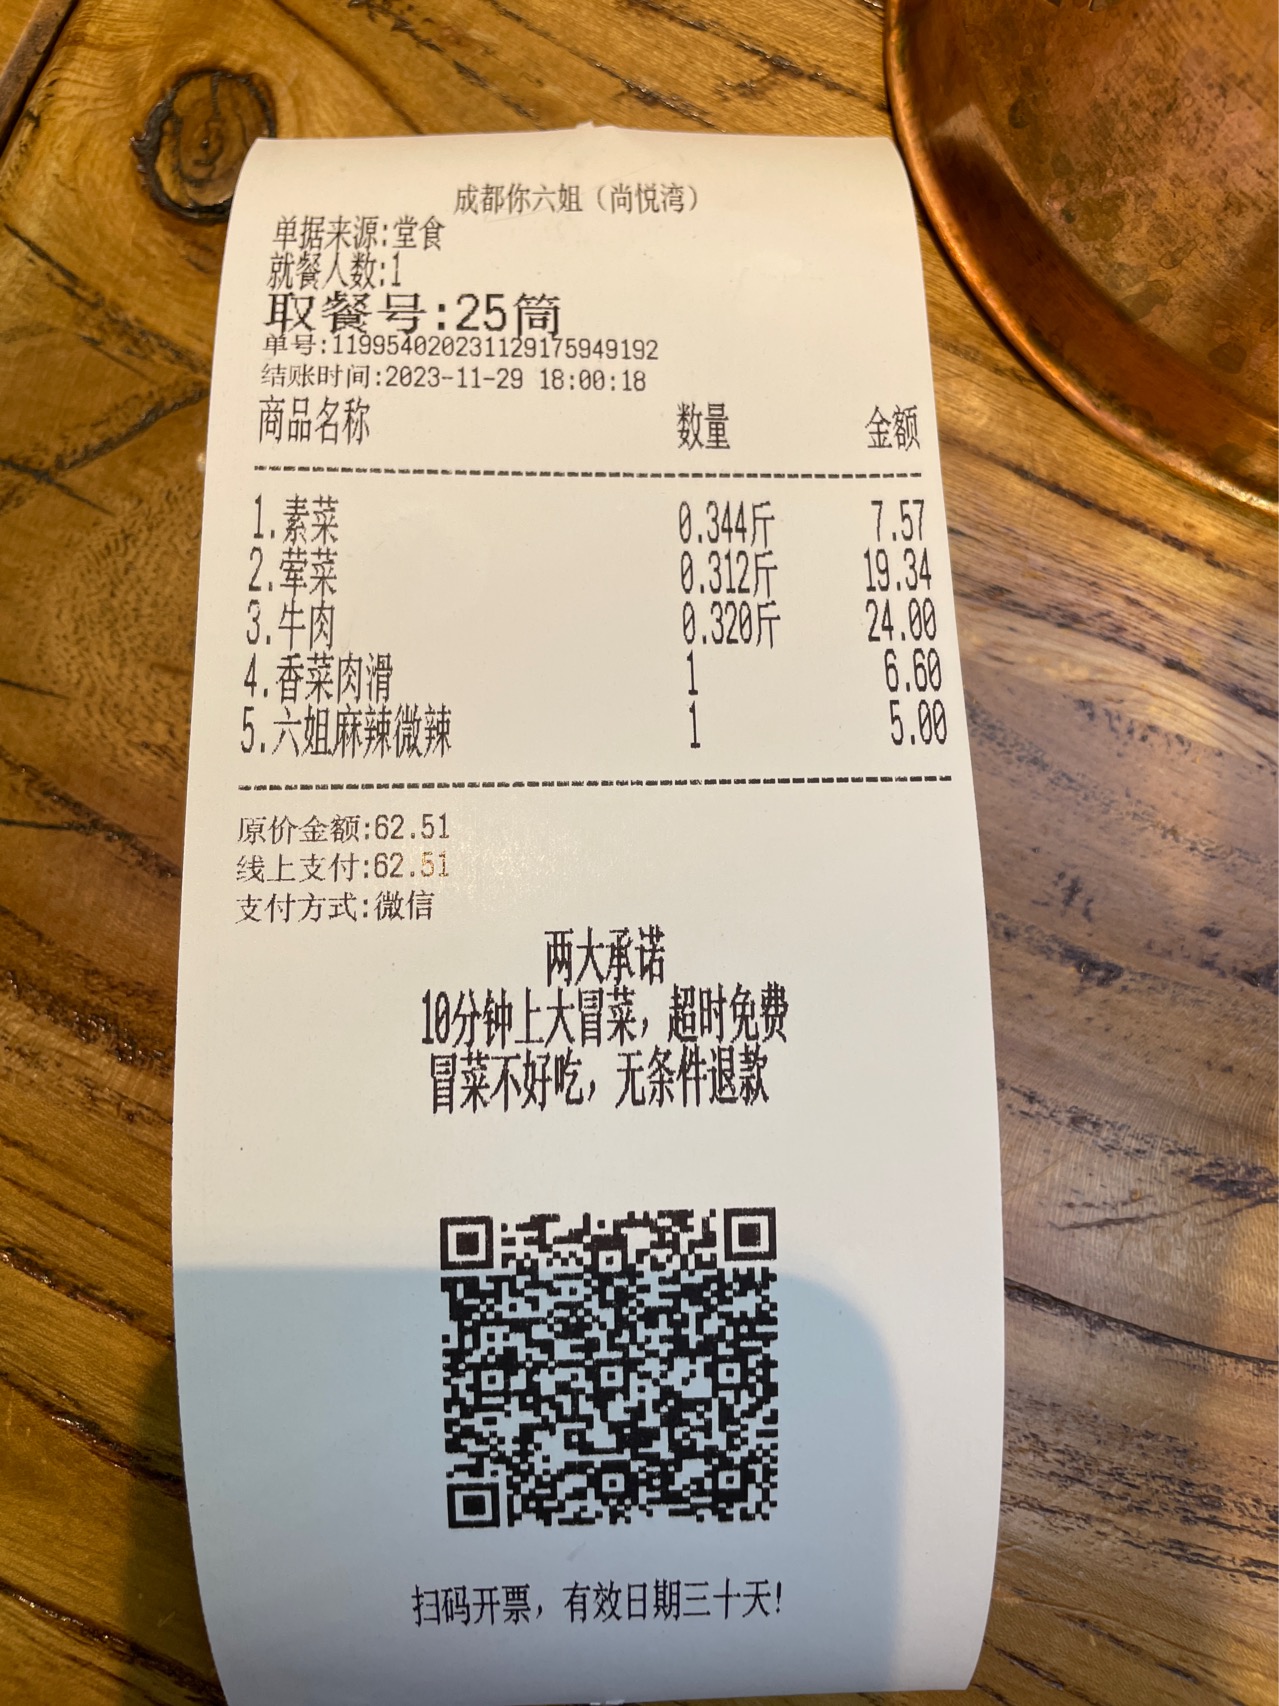 成都你六姐（尚悦湾）
单据来源:堂食
就餐人数:1
取餐号:25筒
单号:119954020231129175949192
结账时间:2023-11-29 18:00:18
商品名称 数量 金额
1.素菜 0.344斤 7.57
2.荤菜 0.312斤 19.34
3.牛肉 0.320斤 24.00
4.香菜肉滑 1 6.60
5.六姐麻辣微辣 1 5.00
原价金额:62.51
线上支付:62.51
支付方式:微信
两大承诺
10分钟上大冒菜，超时免费
冒菜不好吃，无条件退款
扫码开票，有效日期三十天!